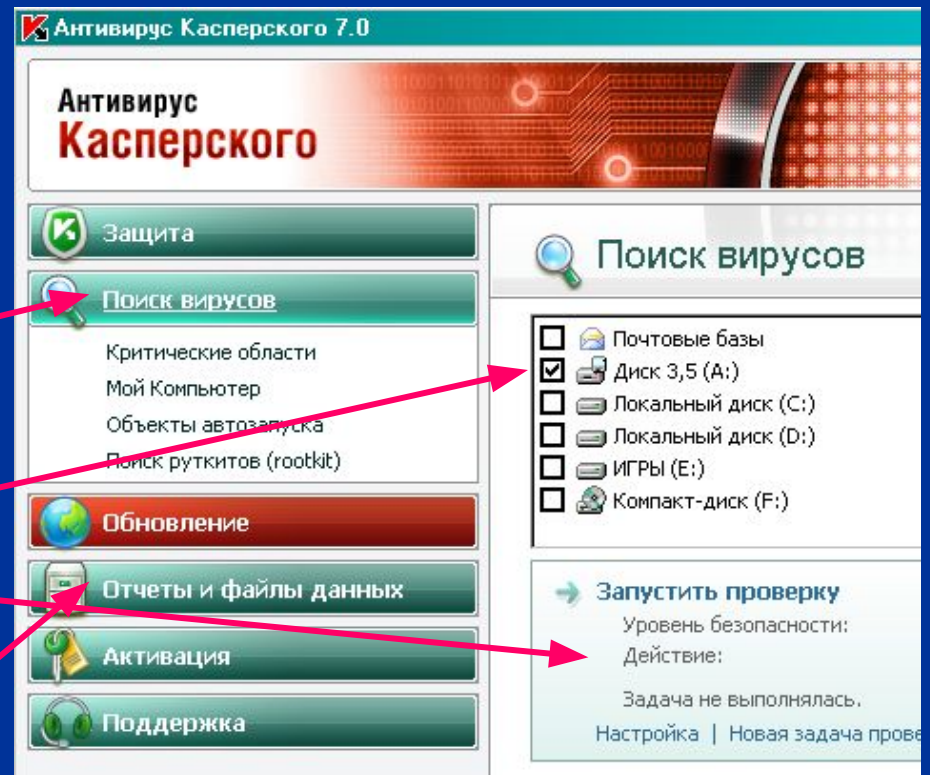 Антивирус Касперского 7.0
Антивирус
Касперского
Защита
Поиск вирусов
Критические области
Мой Компьютер
Объекты автозапуска
Поиск руткитов (rootkit)
Обновление
Отчеты и файлы данных
Активация
Поддержка
Поиск вирусов
Почтовые базы
Диск 3,5 (A:)
Локальный диск (C:)
Локальный диск (D:)
ИГРЫ (E:)
Компакт-диск (F:)
Запустить проверку
Уровень безопасности:
Действие:
Задача не выполнялась.
Настройка | Новая задача прове